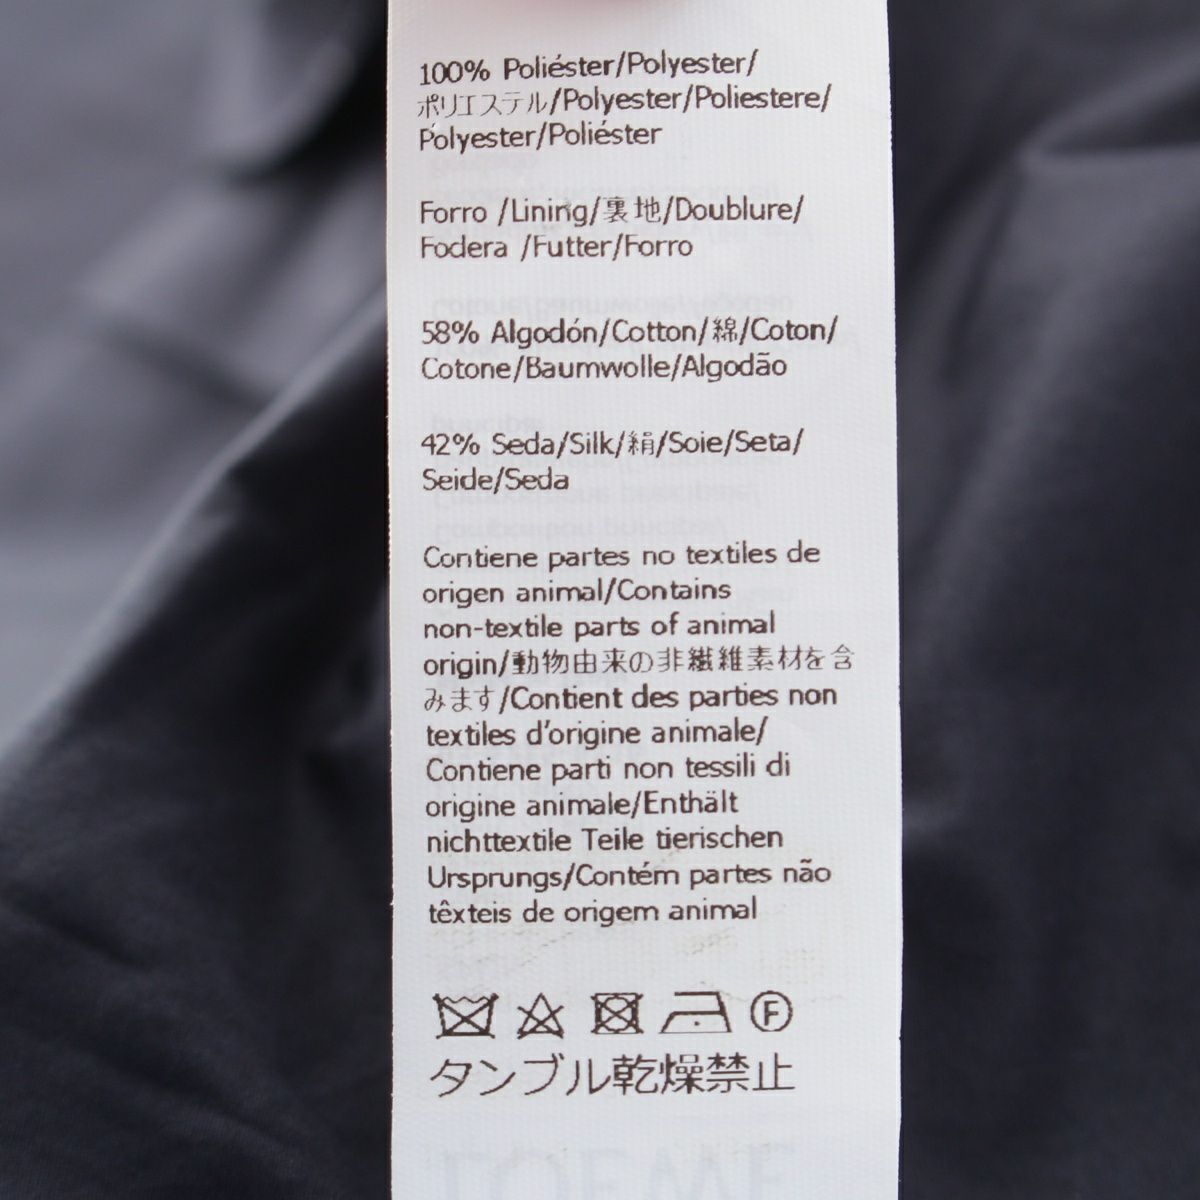 100% Poliéster/Polyester/
ポリエステル/Polyester/Poliestere/
Polyester/Poliéster
Forro /Lining/裏地/Doublure/
Fodera /Futter/Forro
58% Algodón/Cotton/綿/Coton/
Cotone/Baumwolle/Algodão
42% Seda/Silk/絹/Soie/Seta/
Seide/Seda
Contiene partes no textiles de
origen animal/Contains
non-textile parts of animal
origin/動物由来の非繊維素材を含
みます/Contient des parties non
textiles d'origine animale/
Contiene parti non tessili di
origine animale/Enthält
nichttextile Teile tierischen
Ursprungs/Contém partes não
têxteis de origem animal
F
タンブル乾燥禁止